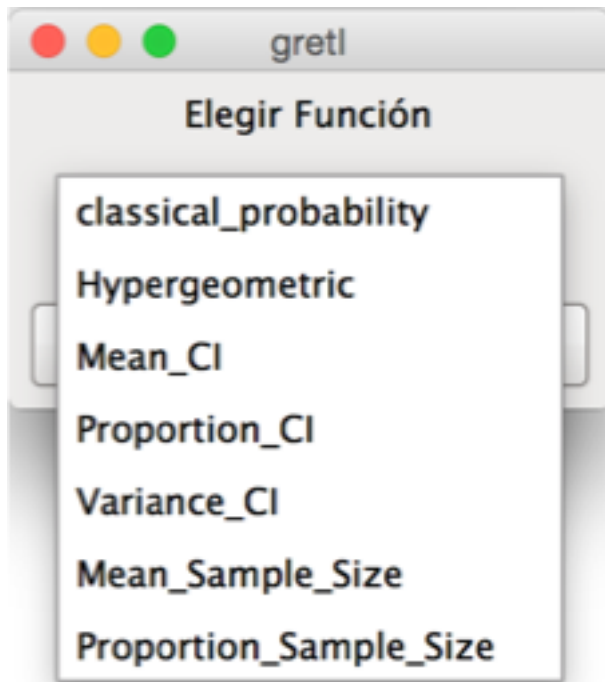 gretl
Elegir Función
classical_probability
Hypergeometric
Mean_CI
Proportion_CI
Variance_CI
Mean_Sample_Size
Proportion_Sample_Size